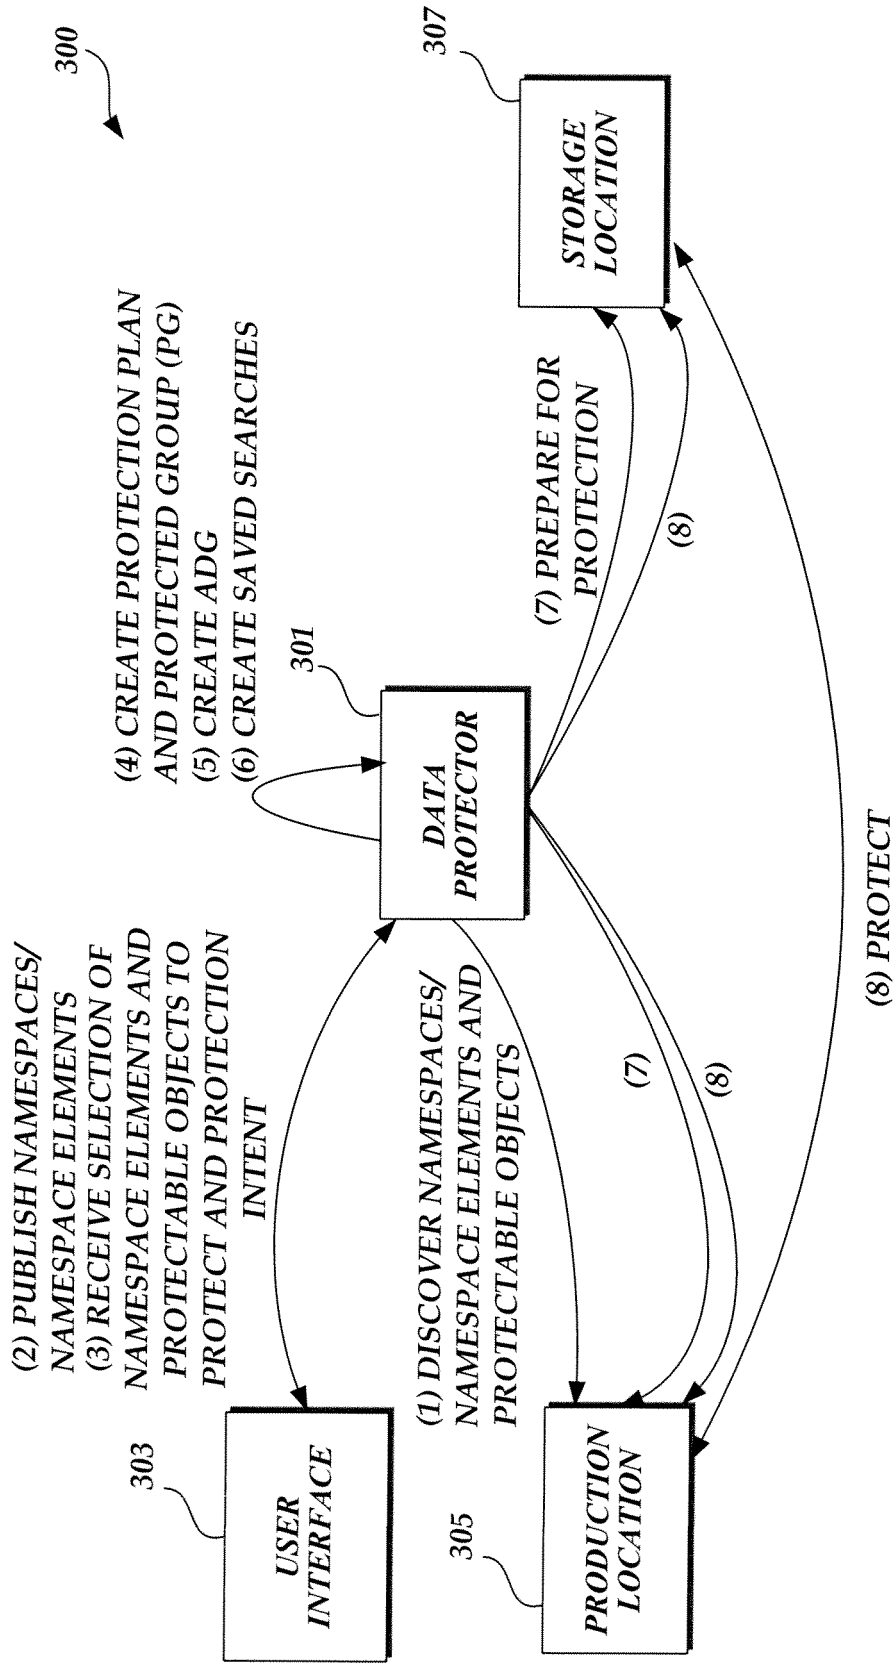 300
(2) PUBLISH NAMESPACES/
NAMESPACE ELEMENTS
(3) RECEIVE SELECTION OF
NAMESPACE ELEMENTS AND
PROTECTABLE OBJECTS TO
PROTECT AND PROTECTION
INTENT
(4) CREATE PROTECTION PLAN
AND PROTECTED GROUP (PG)
(5) CREATE ADG
(6) CREATE SAVED SEARCHES
303
USER
INTERFACE
301
DATA
PROTECTOR
307
STORAGE
LOCATION
(1) DISCOVER NAMESPACES/
NAMESPACE ELEMENTS AND
PROTECTABLE OBJECTS
(7) PREPARE FOR
PROTECTION
(8)
305
PRODUCTION
LOCATION
(7)
(8)
(8) PROTECT